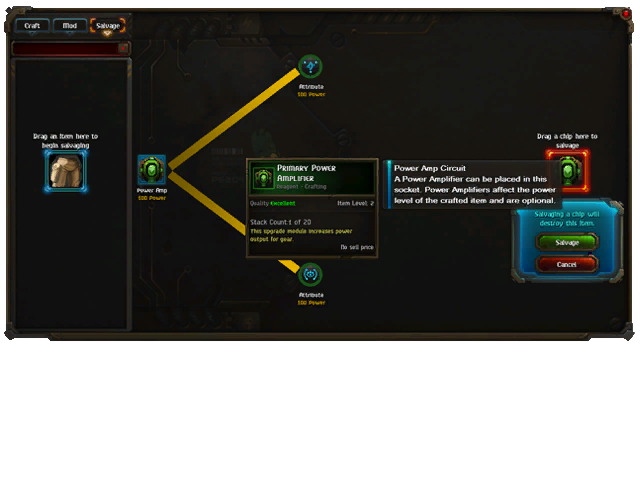 Craft Mod Salvage
Drag an item here to
begin salvaging
Attribute
100 Power
Power Amp
100 Power
Primary Power
Amplifier
Reagent - Crafting
Quality Excellent Item Level: 2
Stack Count 1 of 20
This upgrade module increases power
output for gear.
No sell price
Power Amp Circuit
A Power Amplifier can be placed in this
socket. Power Amplifiers affect the power
level of the crafted item and are optional.
Drag a chip here to
salvage
Salvaging a chip will
destroy this item.
Salvage
Cancel
Attribute
100 Power